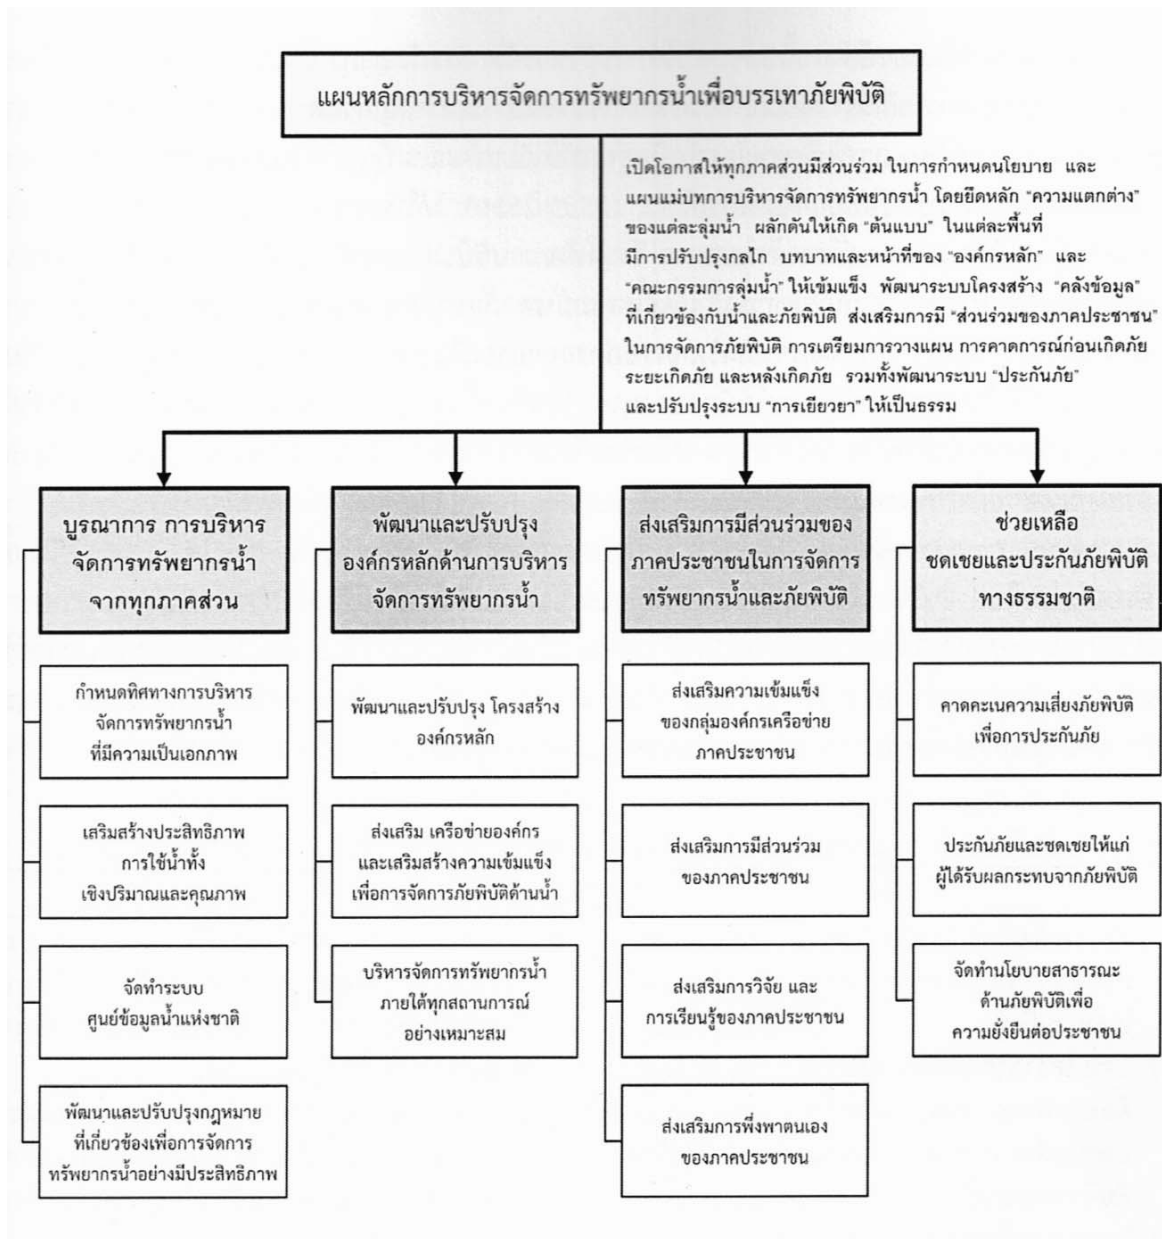 แผนหลักการบริหารจัดการทรัพยากรน้ำเพื่อบรรเทาภัยพิบัติ
เปิดโอกาสให้ทุกภาคส่วนมีส่วนร่วม ในการกำหนดนโยบาย และ
แผนแม่บทการบริหารจัดการทรัพยากรน้ำ โดยยึดหลัก “ความแตกต่าง”
ของแต่ละลุ่มน้ำ ผลักดันให้เกิด “ต้นแบบ” ในแต่ละพื้นที่
มีการปรับปรุงกลไก บทบาทและหน้าที่ของ “องค์กรหลัก” และ
“คณะกรรมการลุ่มน้ำ” ให้เข้มแข็ง พัฒนาระบบโครงสร้าง “คลังข้อมูล”
ที่เกี่ยวข้องกับน้ำและภัยพิบัติ ส่งเสริมการมี “ส่วนร่วมของภาคประชาชน”
ในการจัดการภัยพิบัติ การเตรียมการวางแผน การคาดการณ์ก่อนเกิดภัย
ระยะเกิดภัย และหลังเกิดภัย รวมทั้งพัฒนาระบบ “ประกันภัย”
และปรับปรุงระบบ “การเยียวยา” ให้เป็นธรรม
บูรณาการ การบริหาร
จัดการทรัพยากรน้ำ
จากทุกภาคส่วน
กำหนดทิศทางการบริหาร
จัดการทรัพยากรน้ำ
ที่มีความเป็นเอกภาพ
เสริมสร้างประสิทธิภาพ
การใช้น้ำทั้ง
เชิงปริมาณและคุณภาพ
จัดทำระบบ
ศูนย์ข้อมูลน้ำแห่งชาติ
พัฒนาและปรับปรุงกฎหมาย
ที่เกี่ยวข้องเพื่อการจัดการ
ทรัพยากรน้ำอย่างมีประสิทธิภาพ
พัฒนาและปรับปรุง
องค์กรหลักด้านการบริหาร
จัดการทรัพยากรน้ำ
พัฒนาและปรับปรุง โครงสร้าง
องค์กรหลัก
ส่งเสริม เครือข่ายองค์กร
และเสริมสร้างความเข้มแข็ง
เพื่อการจัดการภัยพิบัติด้านน้ำ
บริหารจัดการทรัพยากรน้ำ
ภายใต้ทุกสถานการณ์
อย่างเหมาะสม
ส่งเสริมการมีส่วนร่วมของ
ภาคประชาชนในการจัดการ
ทรัพยากรน้ำและภัยพิบัติ
ส่งเสริมความเข้มแข็ง
ของกลุ่มองค์กรเครือข่าย
ภาคประชาชน
ส่งเสริมการมีส่วนร่วม
ของภาคประชาชน
ส่งเสริมการวิจัย และ
การเรียนรู้ของภาคประชาชน
ส่งเสริมการพึ่งพาตนเอง
ของภาคประชาชน
ช่วยเหลือ
ชดเชยและประกันภัยพิบัติ
ทางธรรมชาติ
คาดคะเนความเสี่ยงภัยพิบัติ
เพื่อการประกันภัย
ประกันภัยและชดเชยให้แก่
ผู้ได้รับผลกระทบจากภัยพิบัติ
จัดทำนโยบายสาธารณะ
ด้านภัยพิบัติเพื่อ
ความยั่งยืนต่อประชาชน